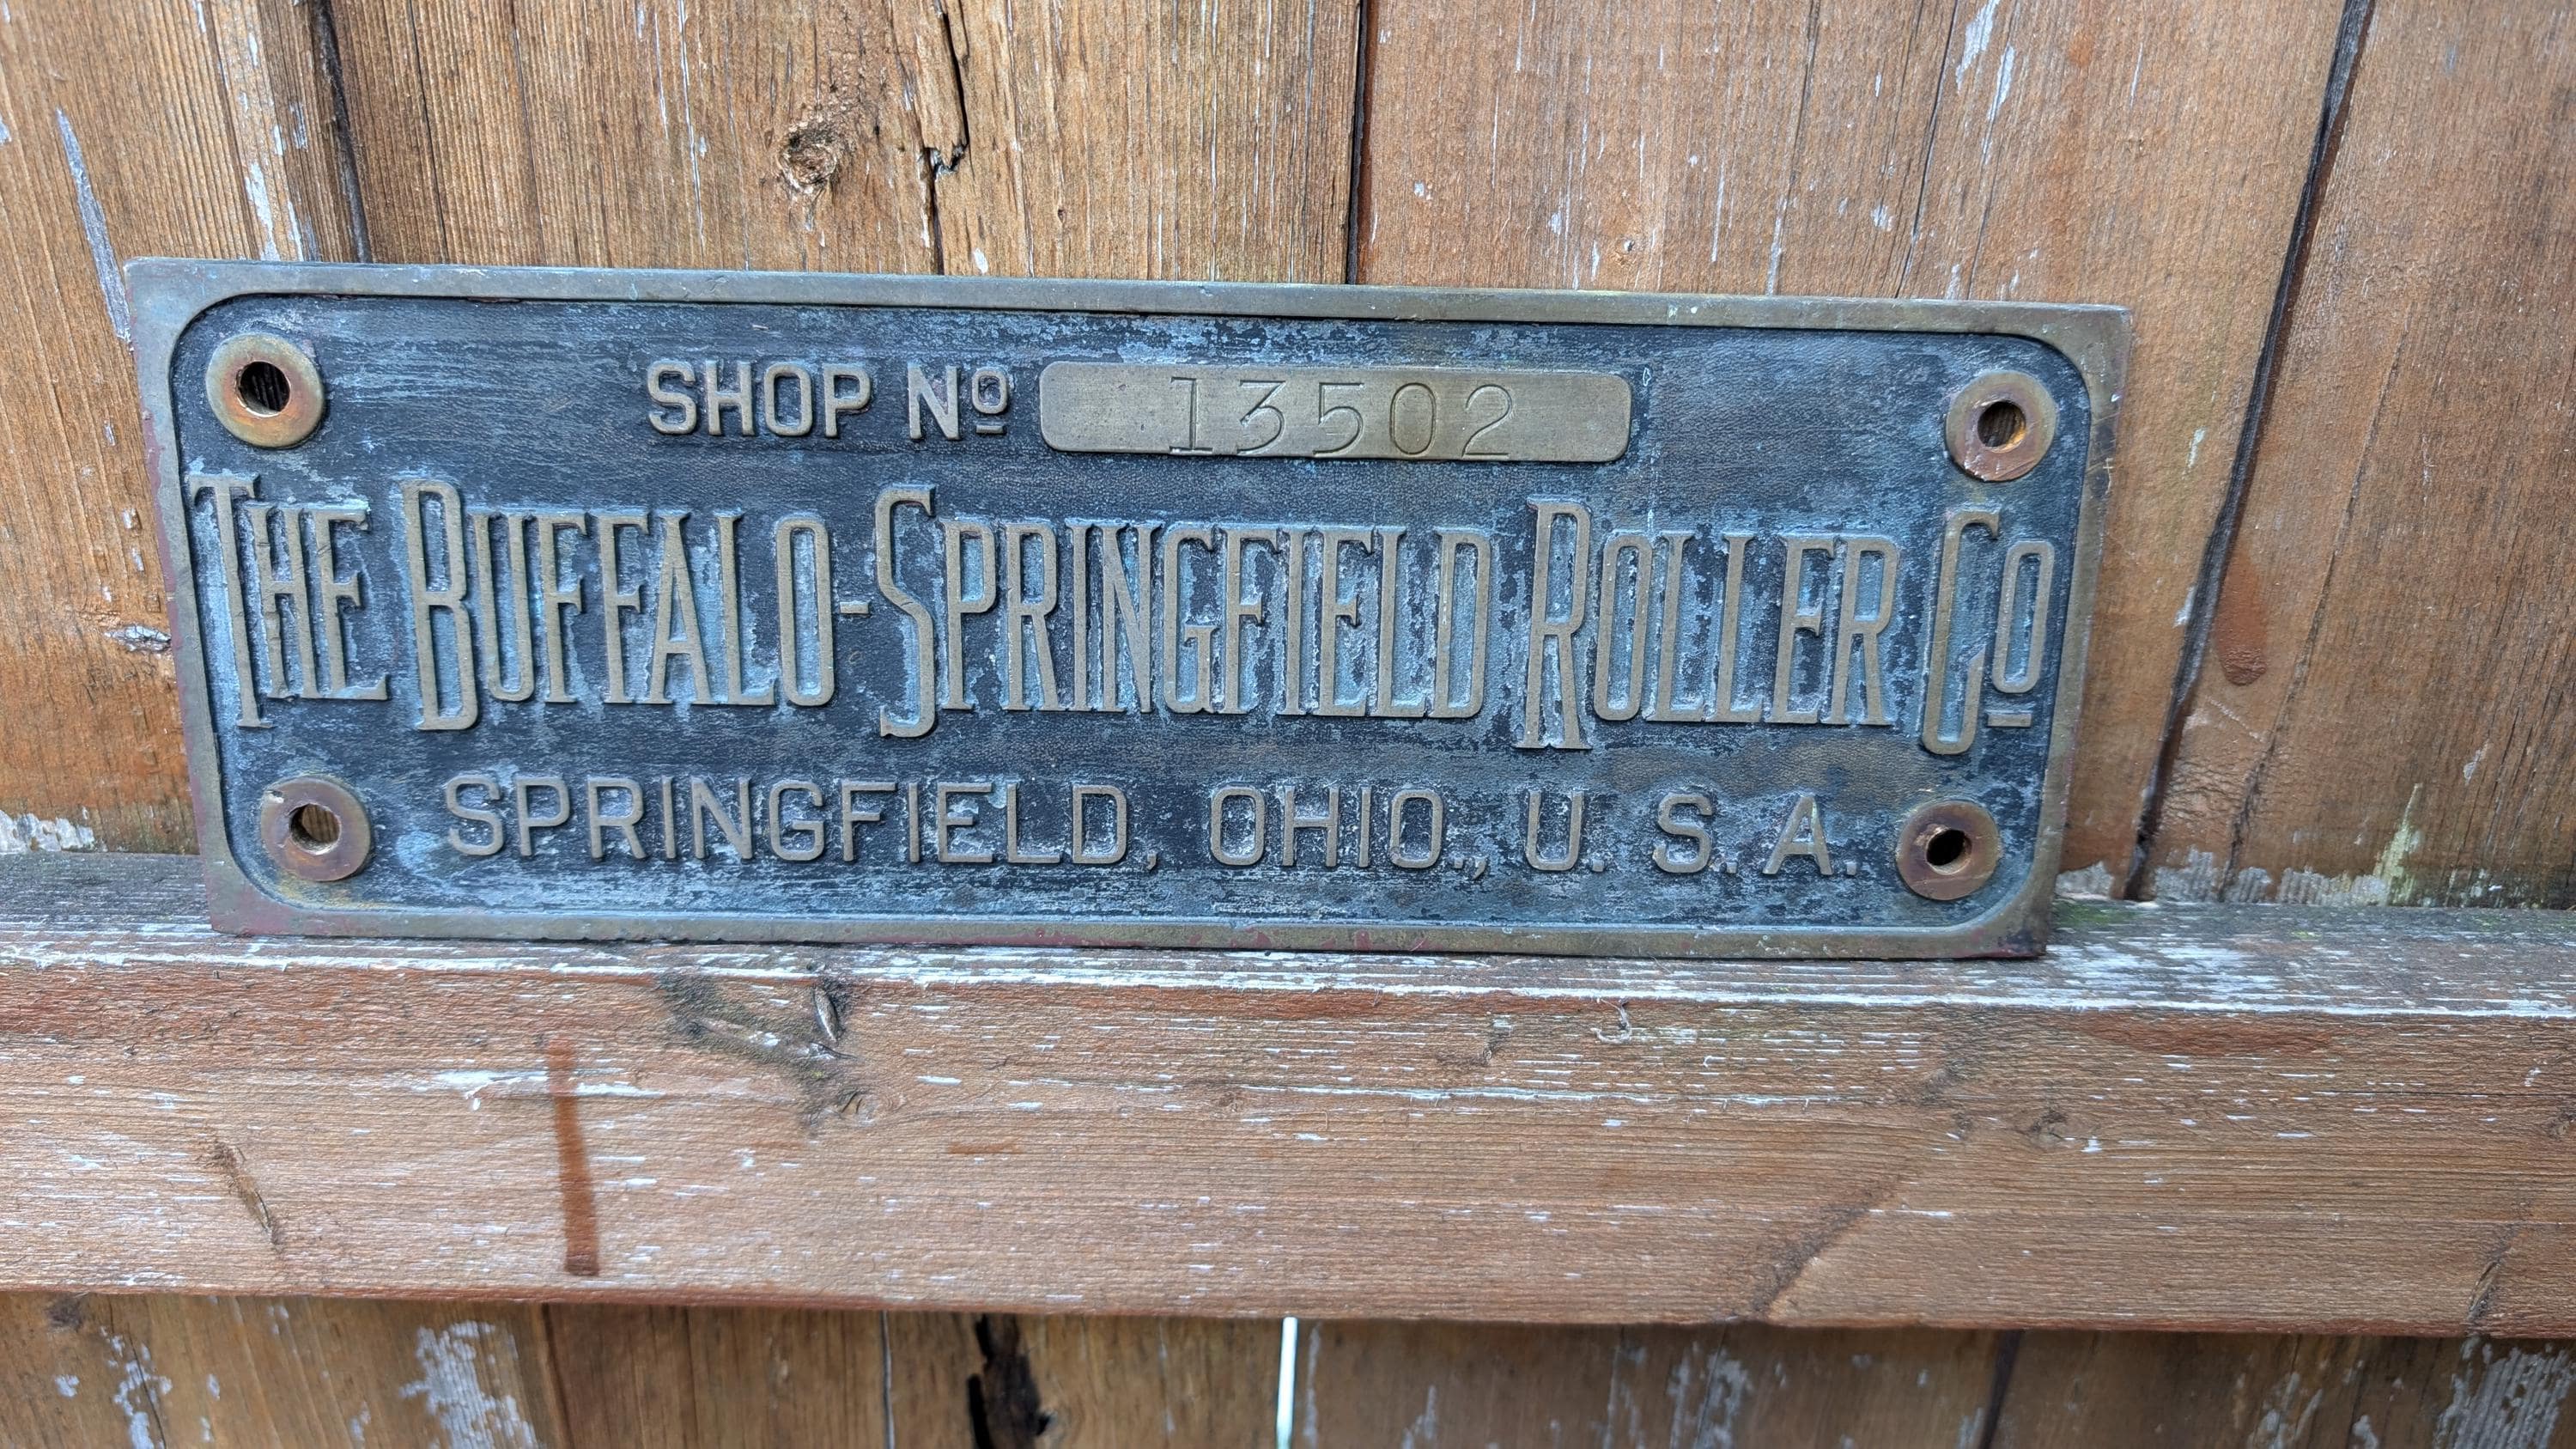 SHOP Nº 13502
THE BUFFALO-SPRINGFIELD ROLLER Cº
SPRINGFIELD, OHIO., U. S. A.